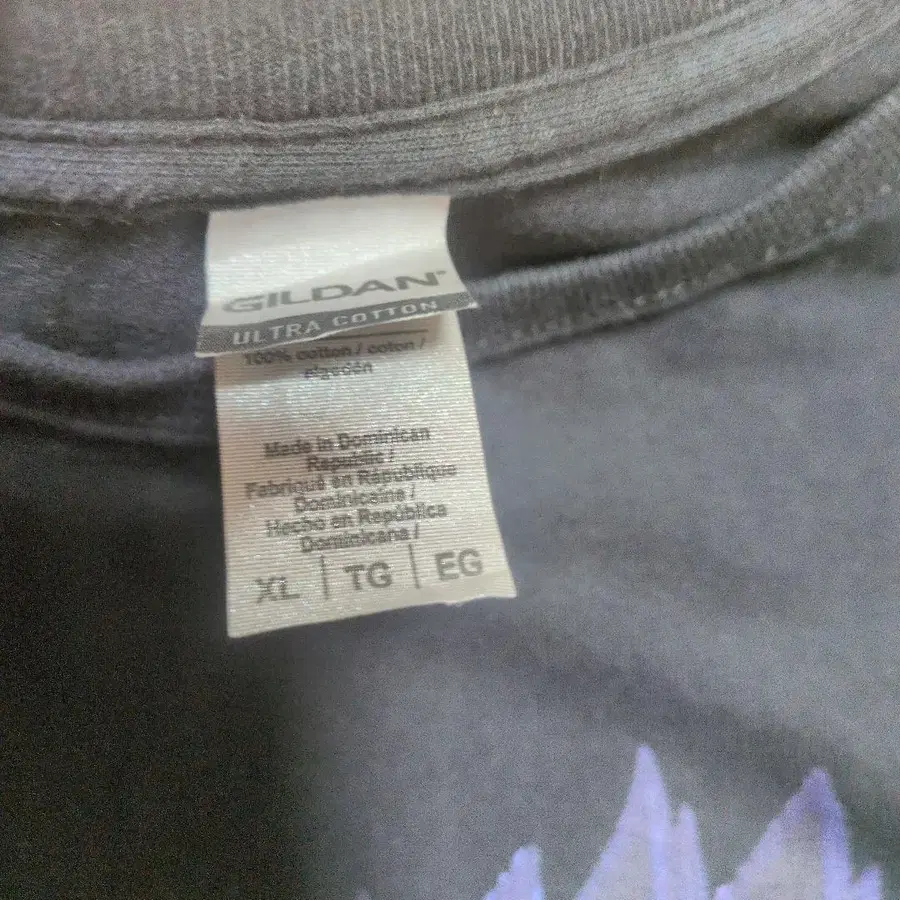 GILDAN
ULTRA COTTON
100% cotton / coton /
algodón
Made in Dominican
Republic /
Fabriqué en République
Dominicaine /
Hecho en República
Dominicana /
XL | TG | EG